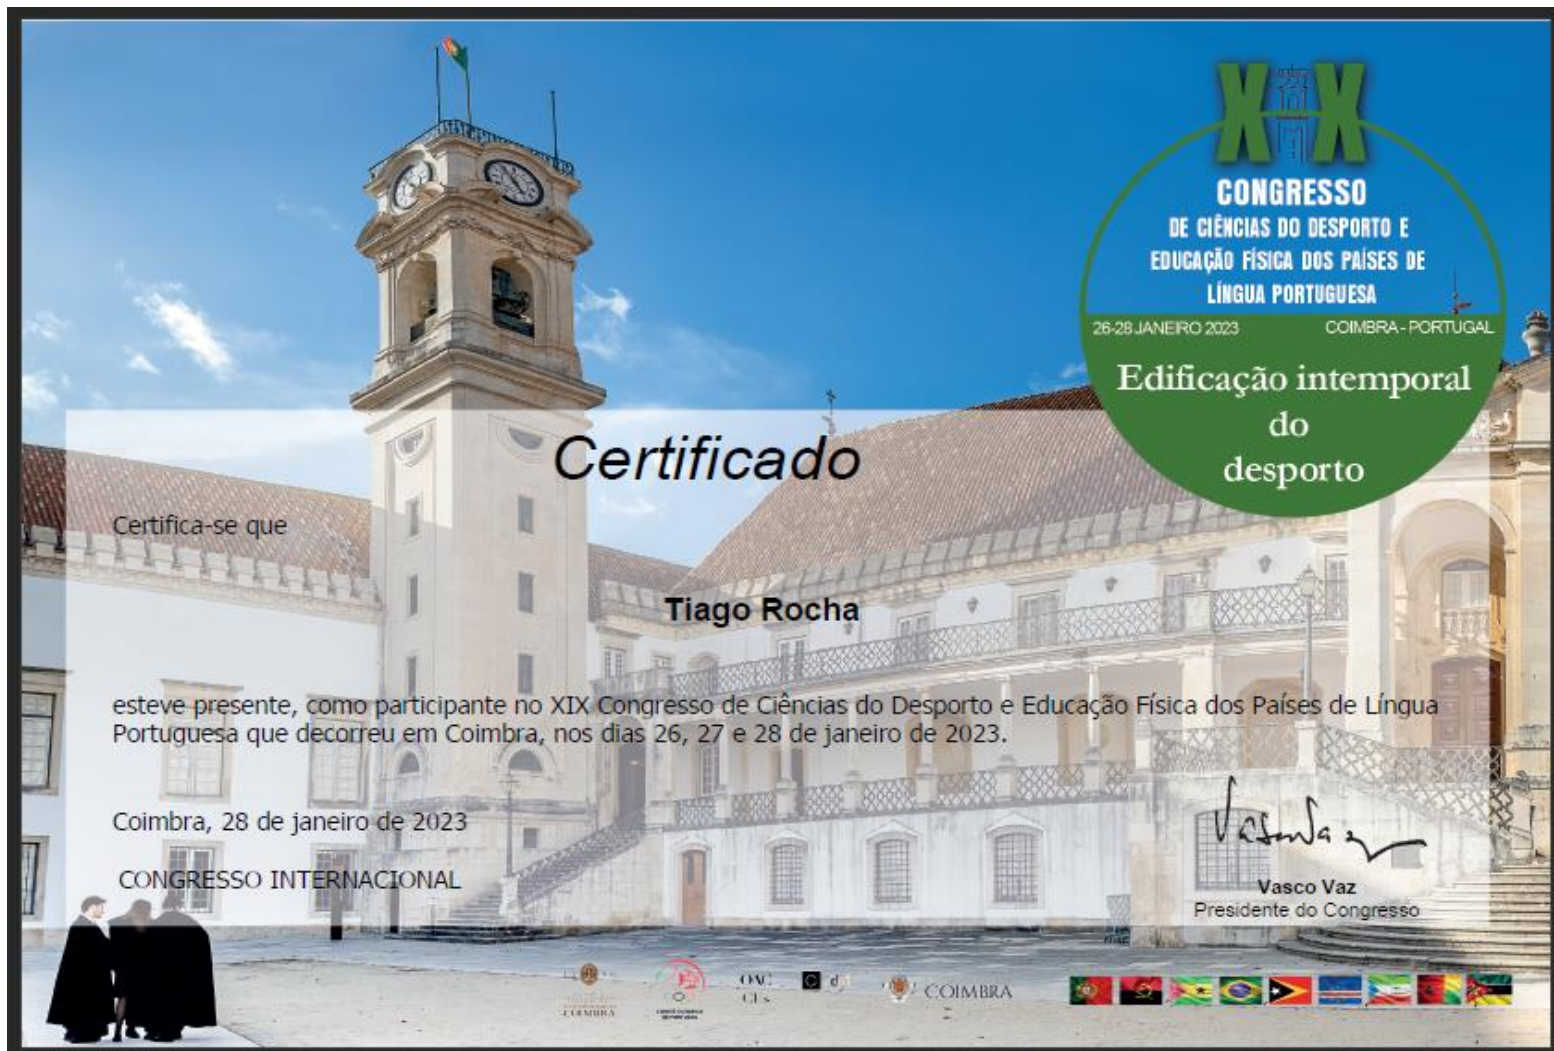 XIX
CONGRESSO
DE CIÊNCIAS DO DESPORTO E
EDUCAÇÃO FÍSICA DOS PAÍSES DE
LÍNGUA PORTUGUESA
26-28 JANEIRO 2023 COIMBRA - PORTUGAL
Edificação intemporal
do
desporto
Certificado
Certifica-se que
Tiago Rocha
esteve presente, como participante no XIX Congresso de Ciências do Desporto e Educação Física dos Países de Língua
Portuguesa que decorreu em Coimbra, nos dias 26, 27 e 28 de janeiro de 2023.
Coimbra, 28 de janeiro de 2023
CONGRESSO INTERNACIONAL
Vasco Vaz
Presidente do Congresso
COIMBRA
COIMBRA